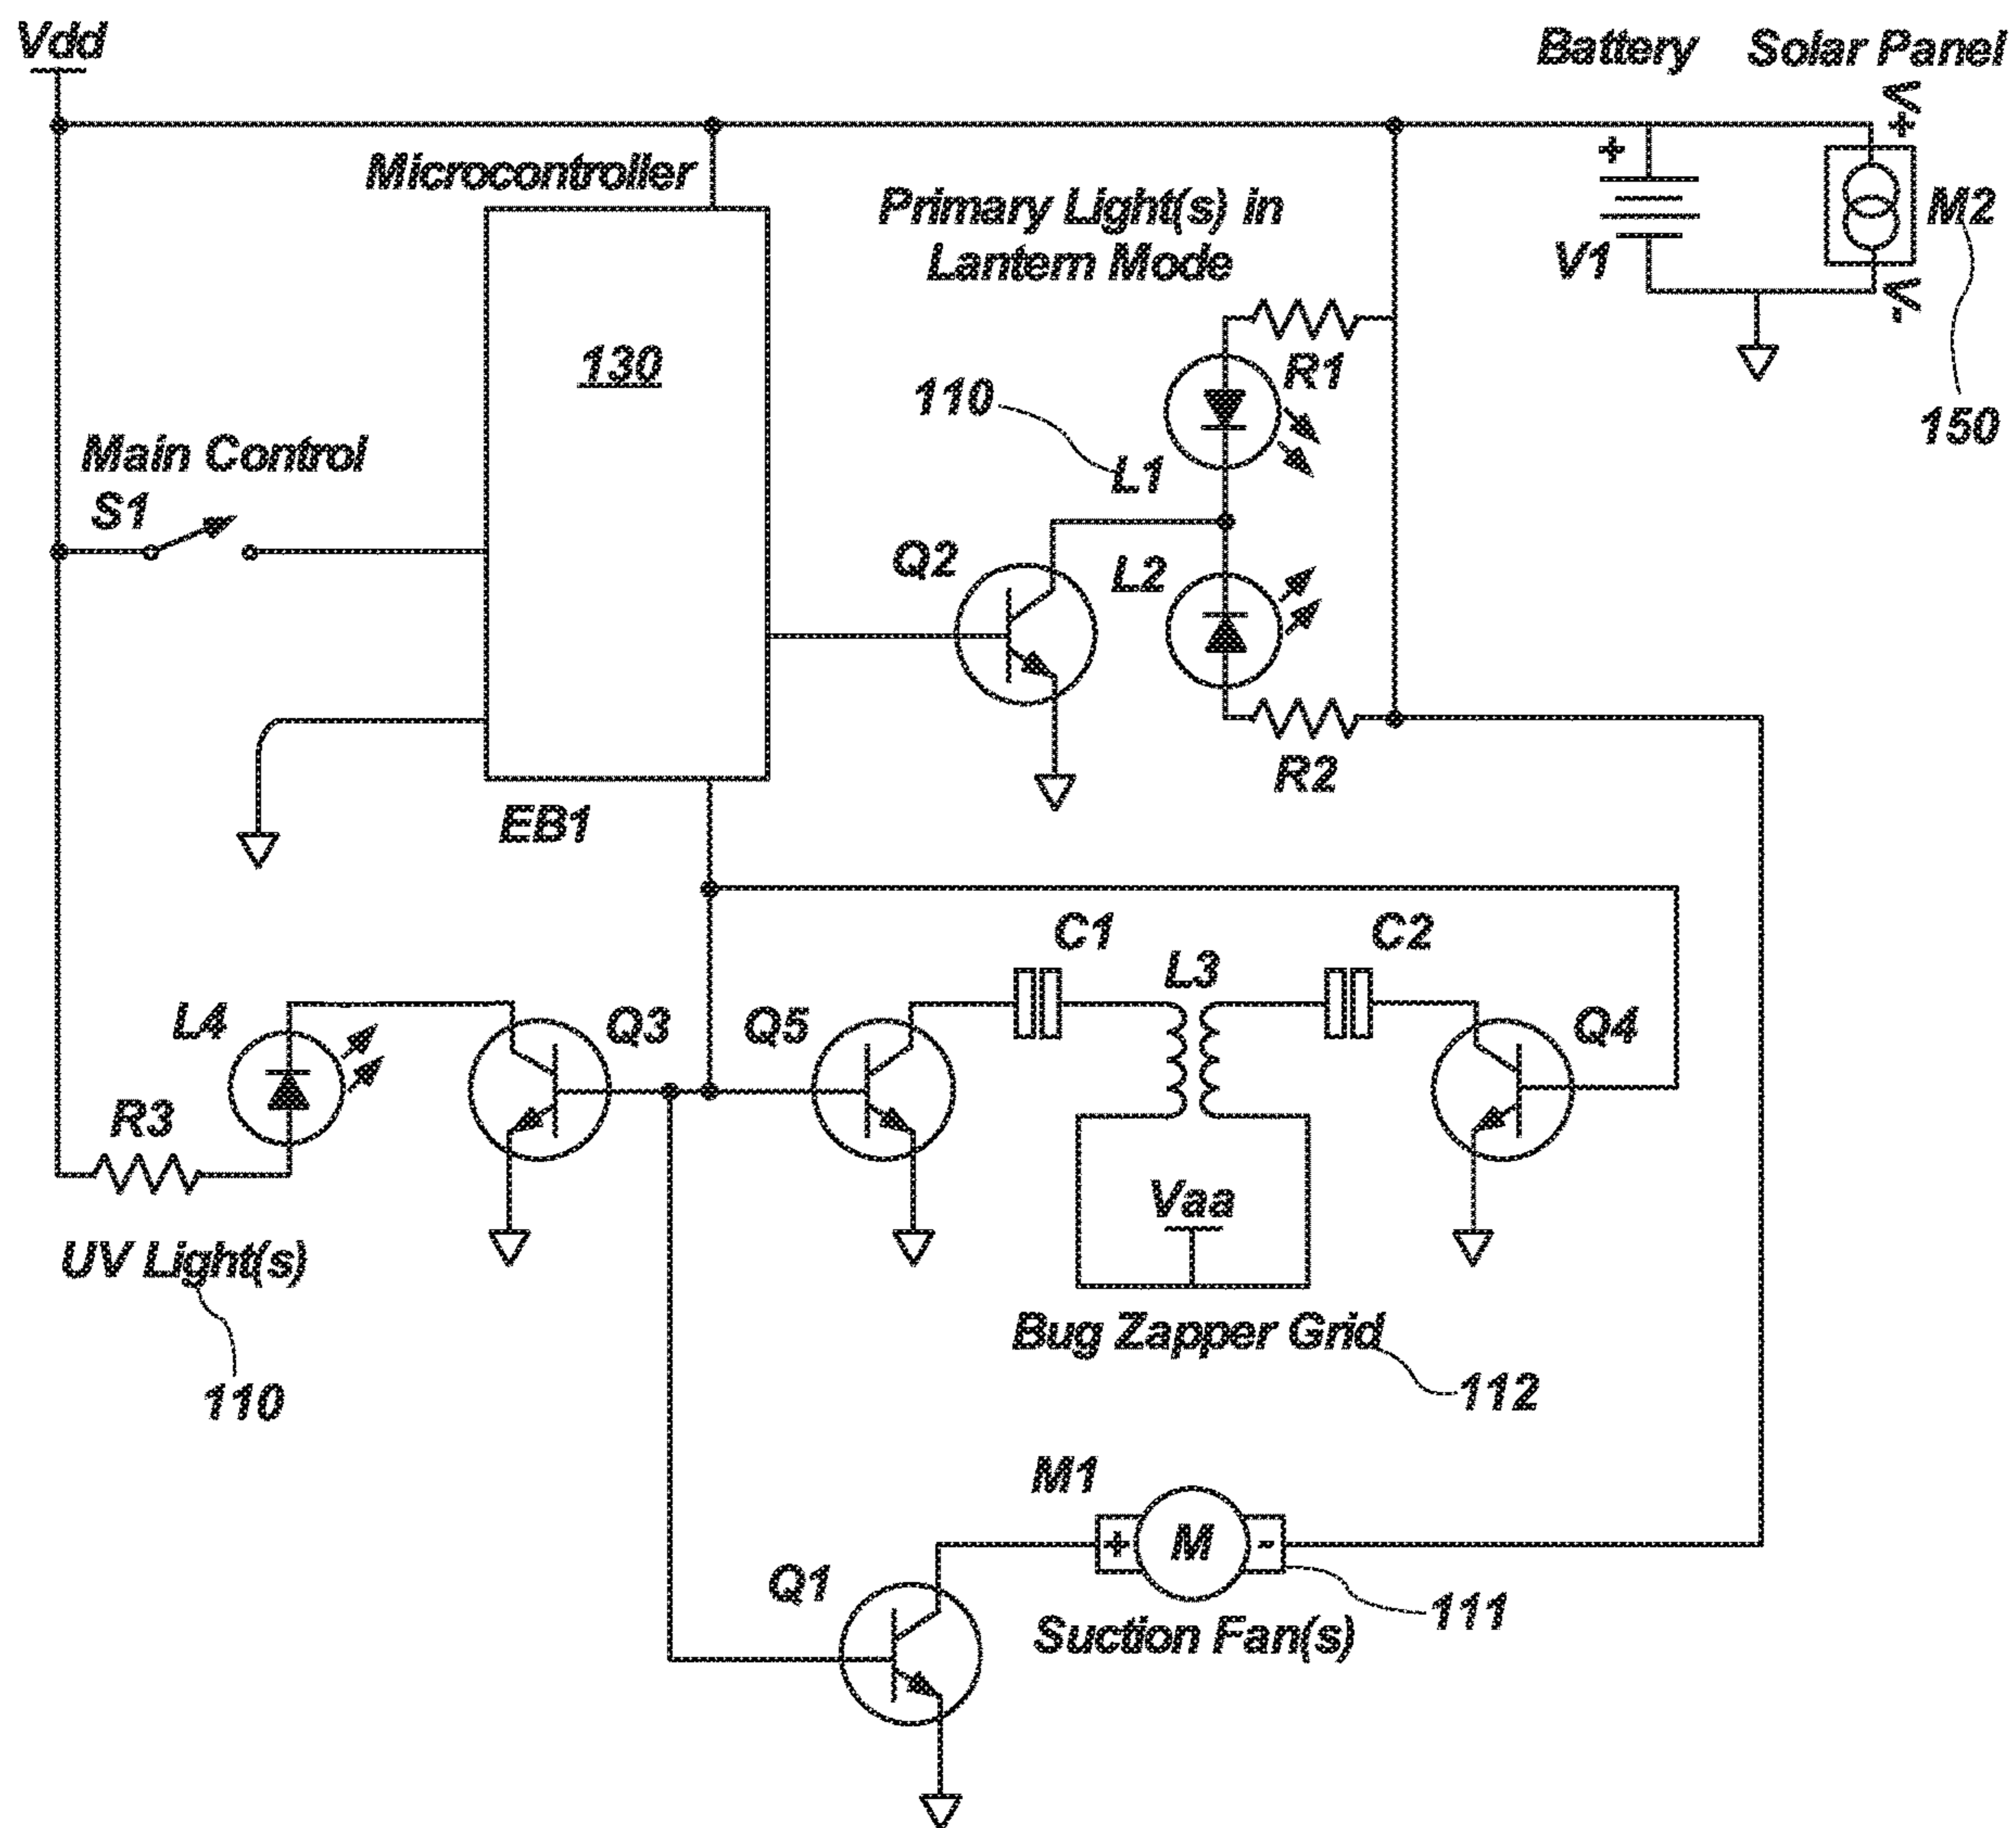 Vdd
Battery Solar Panel
V+
Microcontroller
+
Primary Light(s) in
Lantern Mode
M2
V1
V-
130
R1
110
150
Main Control
S1
L1
Q2
L2
R2
EB1
C1
C2
L3
L4
Q3
Q5
Q4
R3
Vaa
UV Light(s)
Bug Zapper Grid
110
112
M1
+ M -
Q1
111
Suction Fan(s)